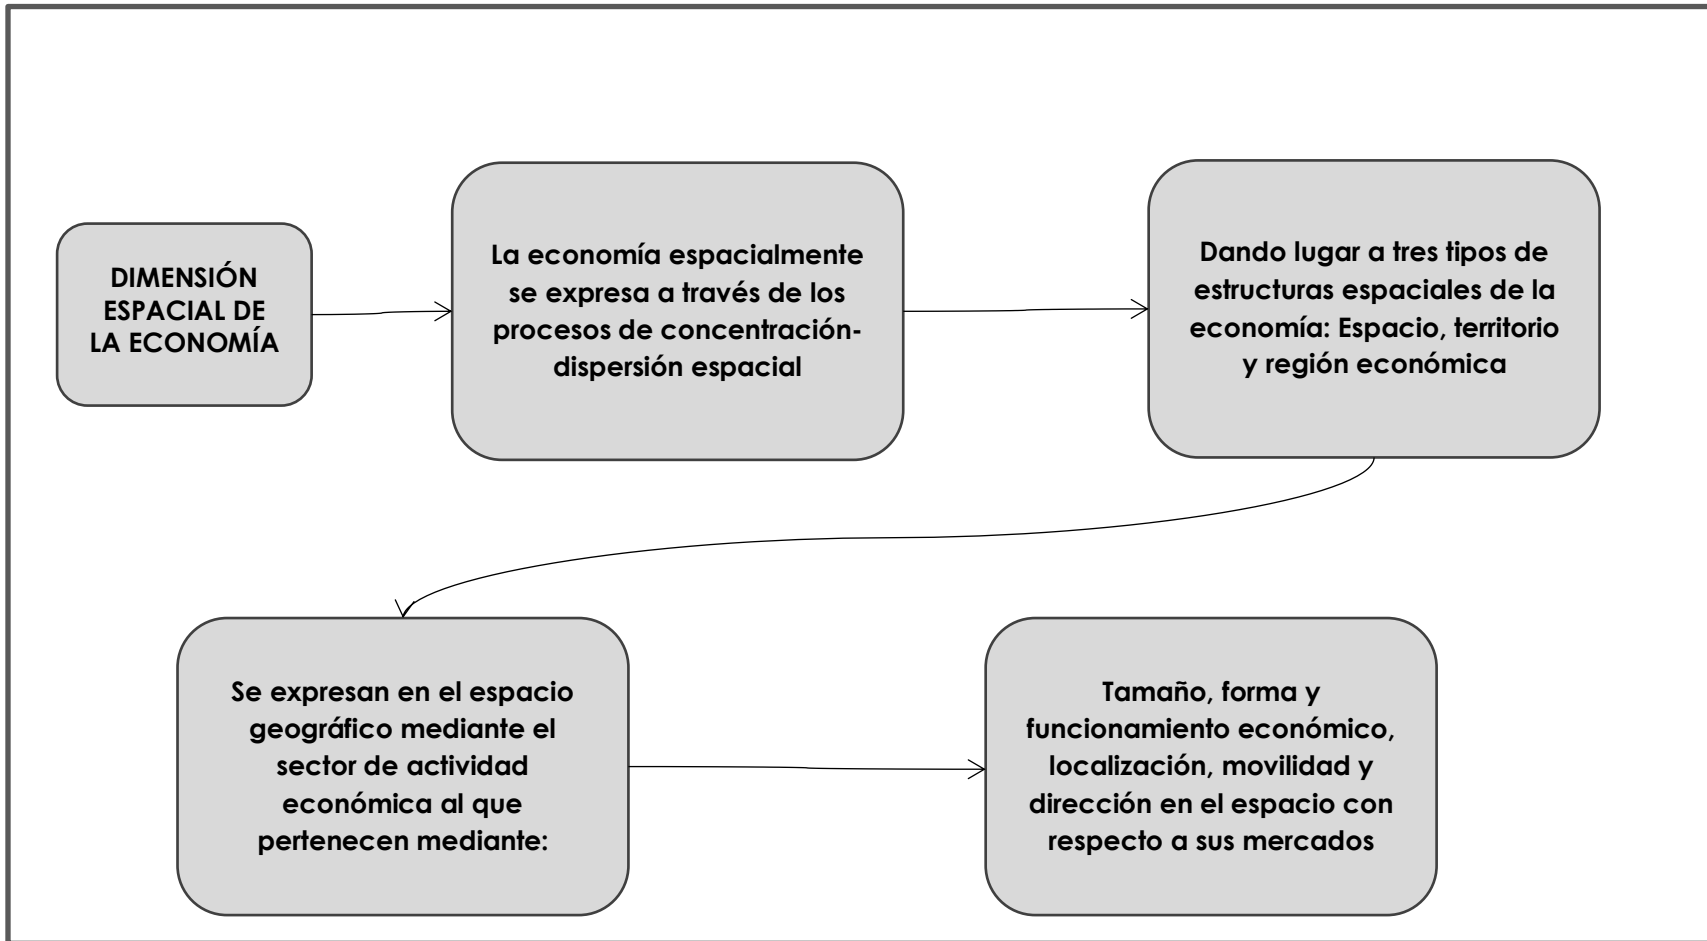 DIMENSIÓN
ESPACIAL DE
LA ECONOMÍA
La economía espacialmente
se expresa a través de los
procesos de concentración-
dispersión espacial
Dando lugar a tres tipos de
estructuras espaciales de la
economía: Espacio, territorio
y región económica
Se expresan en el espacio
geográfico mediante el
sector de actividad
económica al que
pertenecen mediante:
Tamaño, forma y
funcionamiento económico,
localización, movilidad y
dirección en el espacio con
respecto a sus mercados